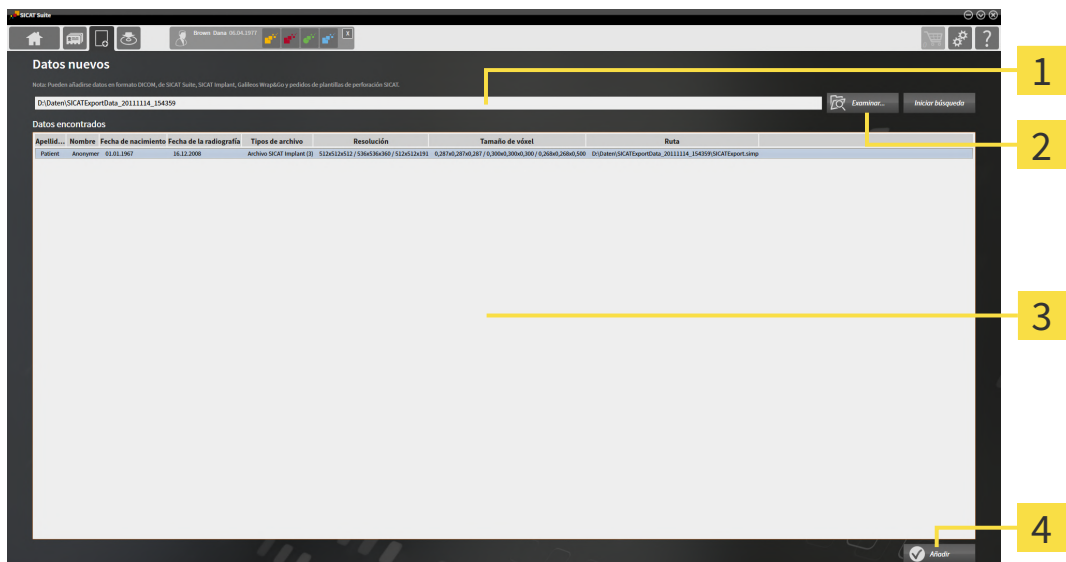 SICAT Suite
Brown Dana 06.04.1977
X
?
Datos nuevos
Nota: Pueden añadirse datos en formato DICOM, de SICAT Suite, SICAT Implant, Galileos Wrap&Go y pedidos de plantillas de perforación SICAT.
D:\Daten\SICATExportData_20111114_154359
Examinar...
Iniciar búsqueda
Datos encontrados
Apellid... Nombre Fecha de nacimiento Fecha de la radiografía Tipos de archivo Resolución Tamaño de vóxel Ruta
Patient Anonymer 01.01.1967 16.12.2008 Archivo SICAT Implant (3) 512x512x512 / 536x536x360 / 512x512x191 0,287x0,287x0,287 / 0,300x0,300x0,300 / 0,268x0,268x0,500 D:\Daten\SICATExportData_20111114_154359\SICATExport.simp
Añadir
1
2
3
4